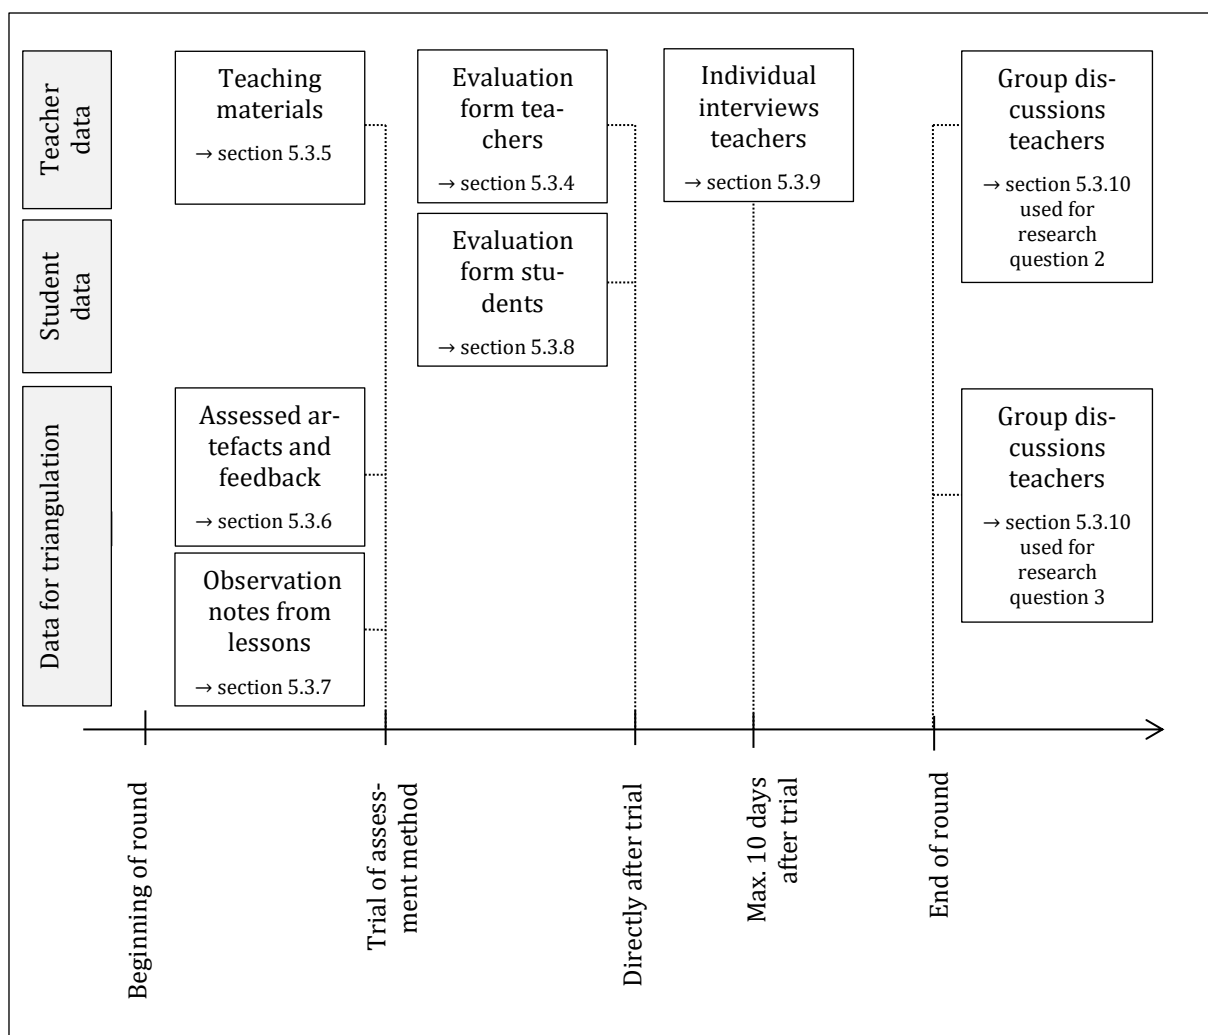 Teacher
data
Teaching
materials
→ section 5.3.5
Evaluation
form tea-
chers
→ section 5.3.4
Individual
interviews
teachers
→ section 5.3.9
Group dis-
cussions
teachers
→ section 5.3.10
used for
research
question 2
Student
data
Evaluation
form stu-
dents
→ section 5.3.8
Data for triangulation
Assessed ar-
tefacts and
feedback
→ section 5.3.6
Observation
notes from
lessons
→ section 5.3.7
Group dis-
cussions
teachers
→ section 5.3.10
used for
research
question 3
Beginning of round
Trial of assess-
ment method
Directly after trial
Max. 10 days
after trial
End of round